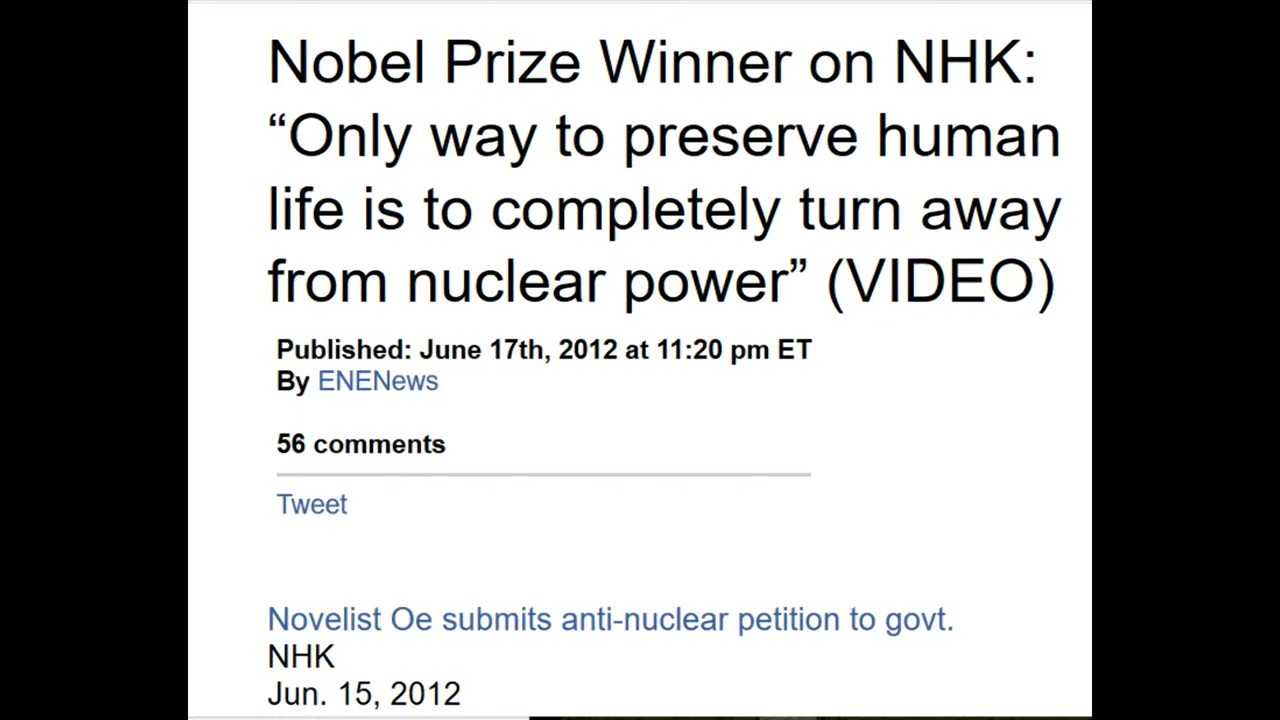 Nobel Prize Winner on NHK:
“Only way to preserve human
life is to completely turn away
from nuclear power” (VIDEO)
Published: June 17th, 2012 at 11:20 pm ET
By ENENews
56 comments
Tweet
Novelist Oe submits anti-nuclear petition to govt.
NHK
Jun. 15, 2012